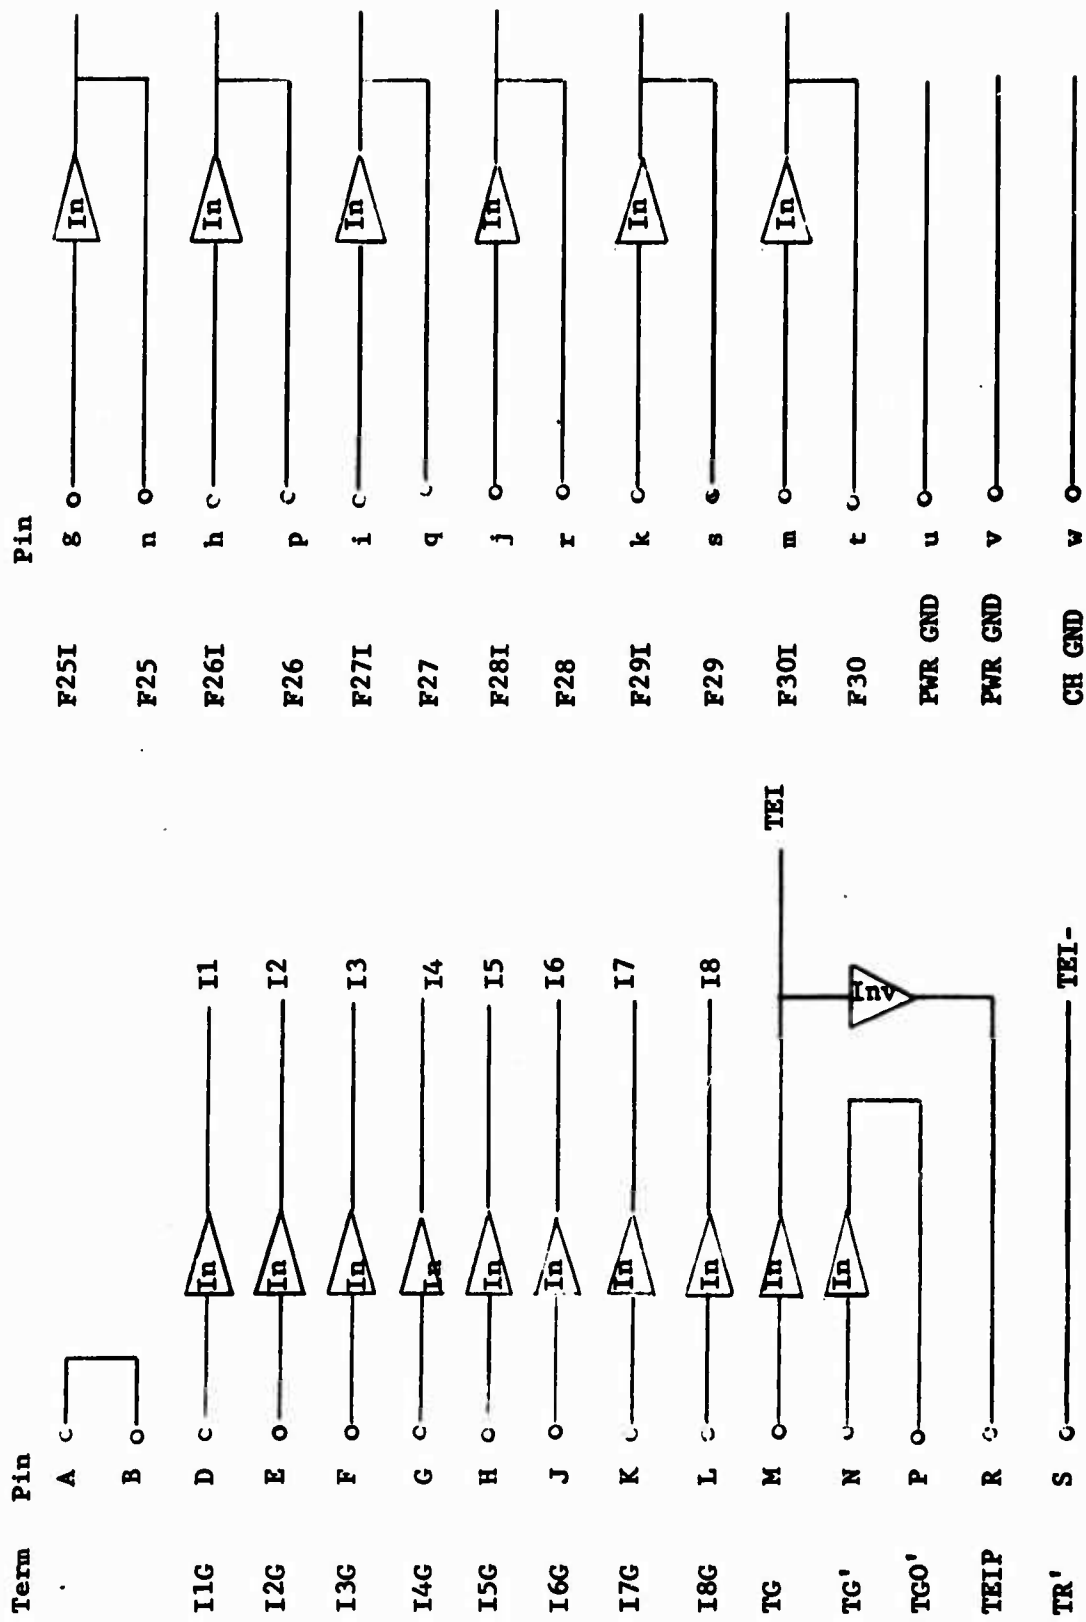 Term Pin
A
B
I1G D In I1
I2G E In I2
I3G F In I3
I4G G In I4
I5G H In I5
I6G J In I6
I7G K In I7
I8G L In I8
TG M In TEI
TG' N In Inv
TGO' P
TEIP R
TR' S TEI-
Pin
F25I g In
F25 n
F26I h In
F26 p
F27I i In
F27 q
F28I j In
F28 r
F29I k In
F29 s
F30I m In
F30 t
PWR GND u
PWR GND v
CH GND w